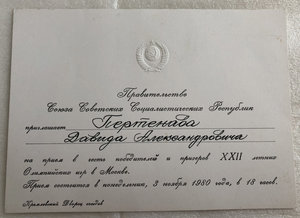 Правительство
Союза Советских Социалистических Республик
приглашает Пертенава
Давида Александровича
на прием в честь победителей и призеров XXII летних
Олимпийских игр в Москве.
Прием состоится в понедельник, 3 ноября 1980 года, в 18 часов.
Кремлевский Дворец съездов